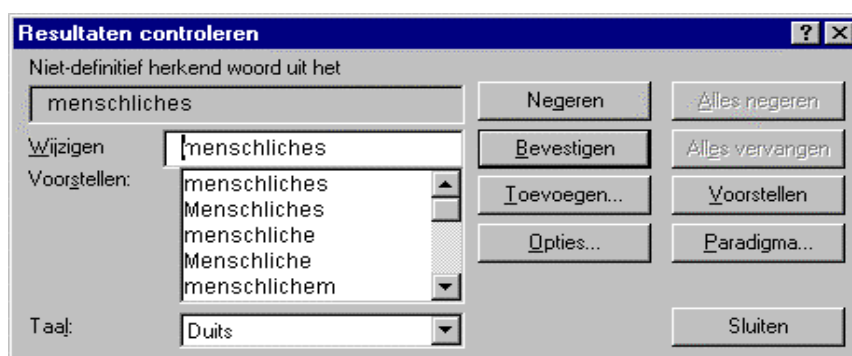 Resultaten controleren
Niet-definitief herkend woord uit het
menschliches
Negeren
Alles negeren
Wijzigen
menschliches
Bevestigen
Alles vervangen
Voorstellen:
menschliches
Menschliches
menschliche
Menschliche
menschlichem
Toevoegen...
Voorstellen
Opties...
Paradigma...
Taal:
Duits
Sluiten